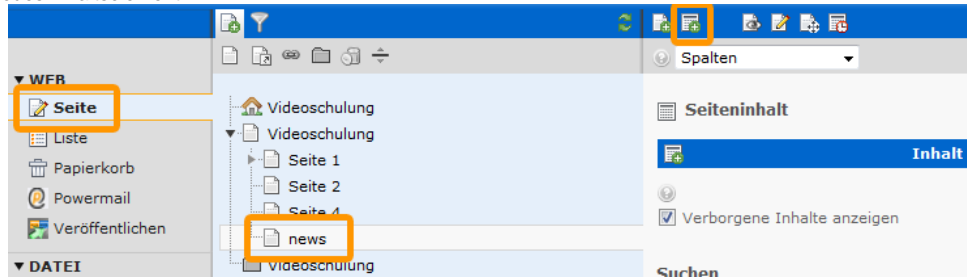 WEB
Seite
Liste
Papierkorb
Powermail
Veröffentlichen
DATEI
Videoschulung
Videoschulung
Seite 1
Seite 2
Seite 4
news
Videoschulung
Spalten
Seiteninhalt
Inhalt
Verborgene Inhalte anzeigen
Suchen